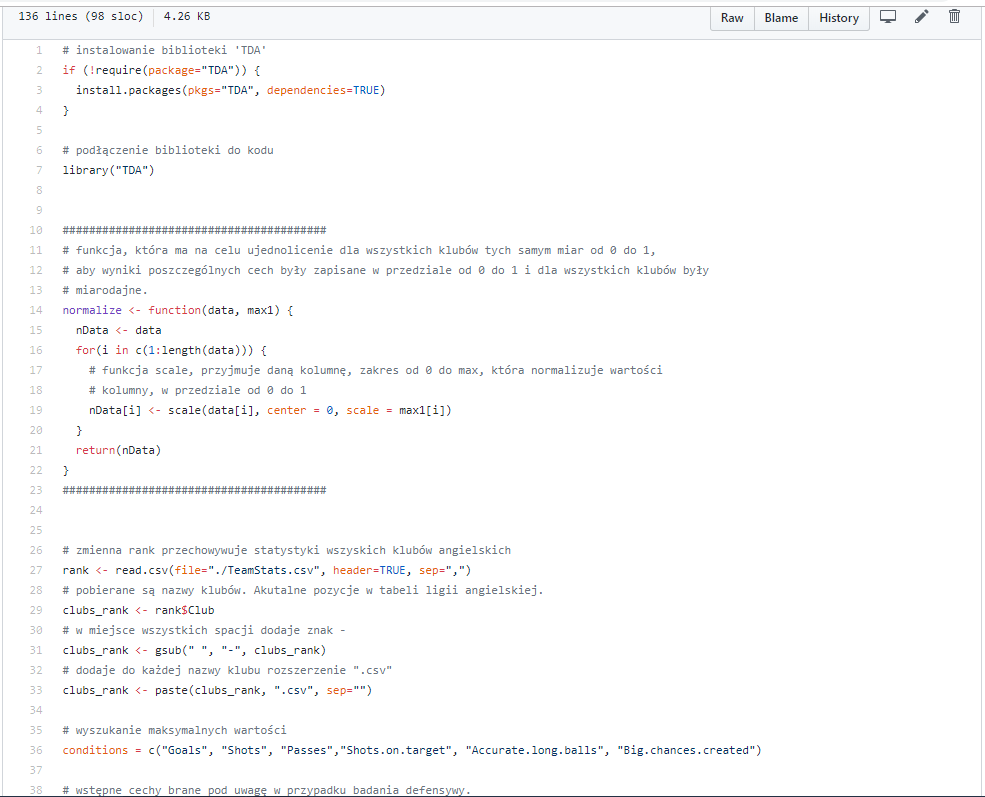 136 lines (98 sloc) 4.26 KB Raw Blame History
1 # instalowanie biblioteki 'TDA'
2 if (!require(package="TDA")) {
3 install.packages(pkgs="TDA", dependencies=TRUE)
4 }
5
6 # podłączenie biblioteki do kodu
7 library("TDA")
8
9
10 ########################################
11 # funkcja, która ma na celu ujednolicenie dla wszystkich klubów tych samym miar od 0 do 1,
12 # aby wyniki poszczególnych cech były zapisane w przedziale od 0 do 1 i dla wszystkich klubów były
13 # miarodajne.
14 normalize <- function(data, max1) {
15 nData <- data
16 for(i in c(1:length(data))) {
17 # funkcja scale, przyjmuje daną kolumnę, zakres od 0 do max, która normalizuje wartości
18 # kolumny, w przedziale od 0 do 1
19 nData[i] <- scale(data[i], center = 0, scale = max1[i])
20 }
21 return(nData)
22 }
23 ########################################
24
25
26 # zmienna rank przechowywuje statystyki wszyskich klubów angielskich
27 rank <- read.csv(file="./TeamStats.csv", header=TRUE, sep=",")
28 # pobierane są nazwy klubów. Akutalne pozycje w tabeli ligii angielskiej.
29 clubs_rank <- rank$Club
30 # w miejsce wszystkich spacji dodaje znak -
31 clubs_rank <- gsub(" ", "-", clubs_rank)
32 # dodaje do każdej nazwy klubu rozszerzenie ".csv"
33 clubs_rank <- paste(clubs_rank, ".csv", sep="")
34
35 # wyszukanie maksymalnych wartości
36 conditions = c("Goals", "Shots", "Passes","Shots.on.target", "Accurate.long.balls", "Big.chances.created")
37
38 # wstępne cechy brane pod uwagę w przypadku badania defensywy.